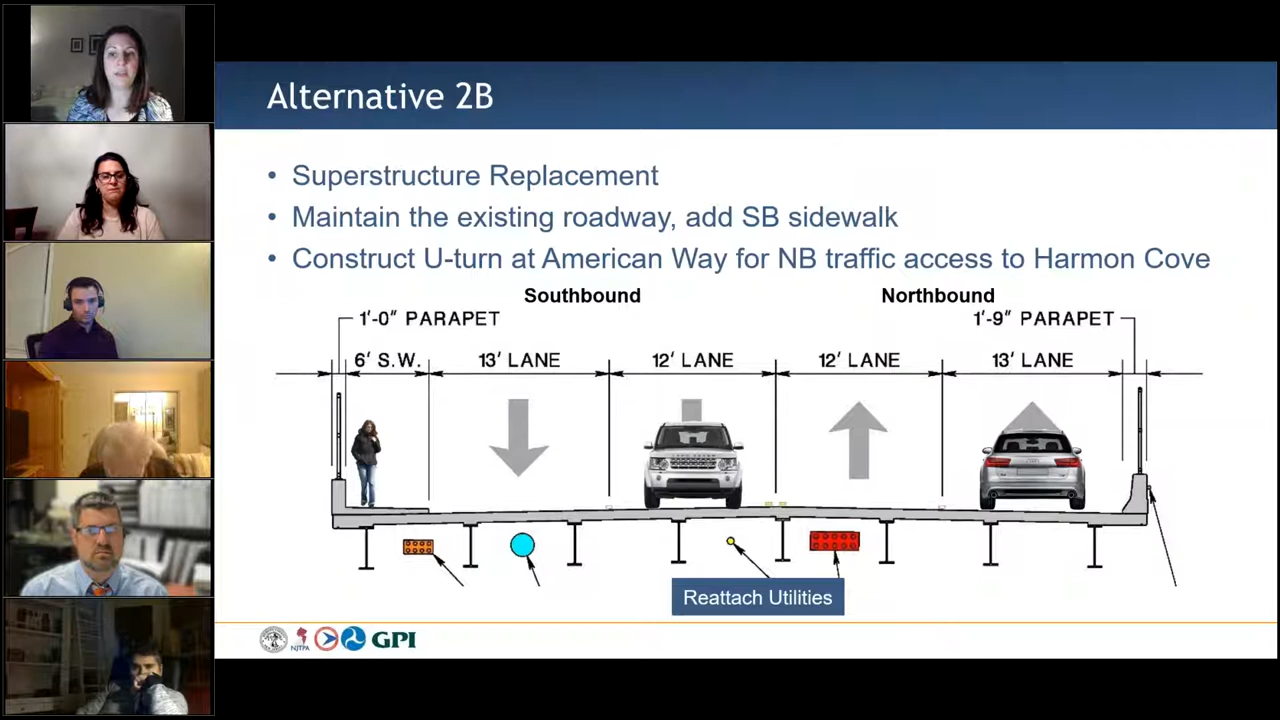 Alternative 2B
• Superstructure Replacement
• Maintain the existing roadway, add SB sidewalk
• Construct U-turn at American Way for NB traffic access to Harmon Cove
Southbound Northbound
1'-0" PARAPET 1'-9" PARAPET
6' S.W. 13' LANE 12' LANE 12' LANE 13' LANE
Reattach Utilities
NJTPA GPI